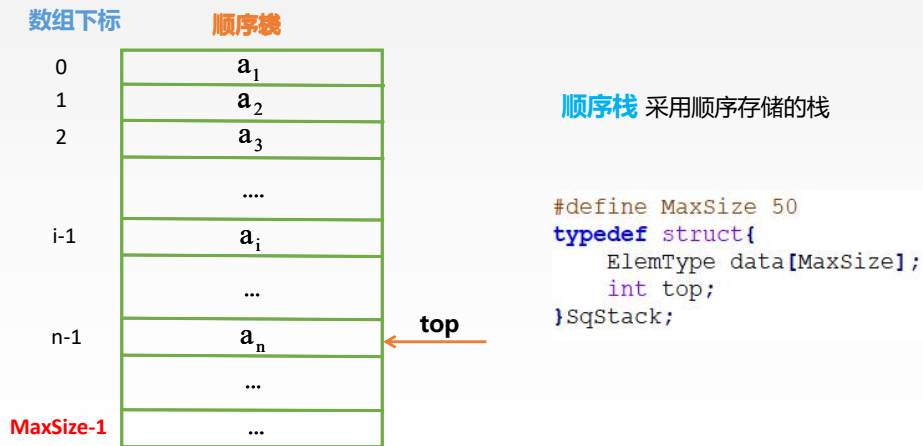 数组下标
顺序栈
0 a1
1 a2
2 a3
....
i-1 ai
...
n-1 an
top
...
MaxSize-1 ...
顺序栈 采用顺序存储的栈
#define MaxSize 50
typedef struct{
ElemType data[MaxSize];
int top;
}SqStack;